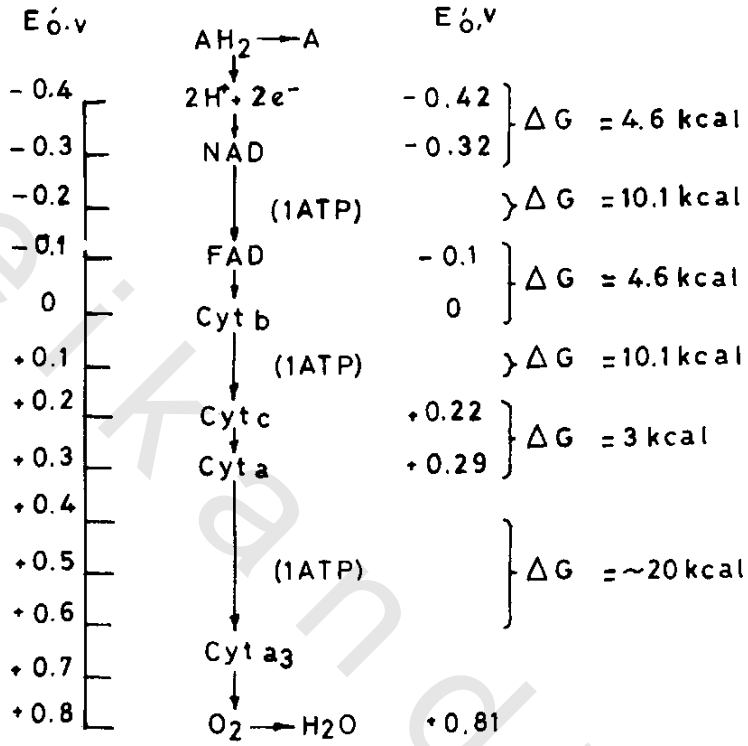 E´o.v AH₂ → A E´o,v
- 0.4 2H⁺+ 2e⁻ - 0.42 } ΔG = 4.6 kcal
- 0.3 NAD - 0.32
- 0.2 (1ATP) } ΔG = 10.1 kcal
- 0.1 FAD - 0.1 } ΔG = 4.6 kcal
0 Cyt b 0
+ 0.1 (1ATP) } ΔG = 10.1 kcal
+ 0.2 Cyt c + 0.22 } ΔG = 3 kcal
+ 0.3 Cyt a + 0.29
+ 0.4
+ 0.5 (1ATP) } ΔG = ~20 kcal
+ 0.6
+ 0.7 Cyt a₃
+ 0.8 O₂ → H₂O + 0.81